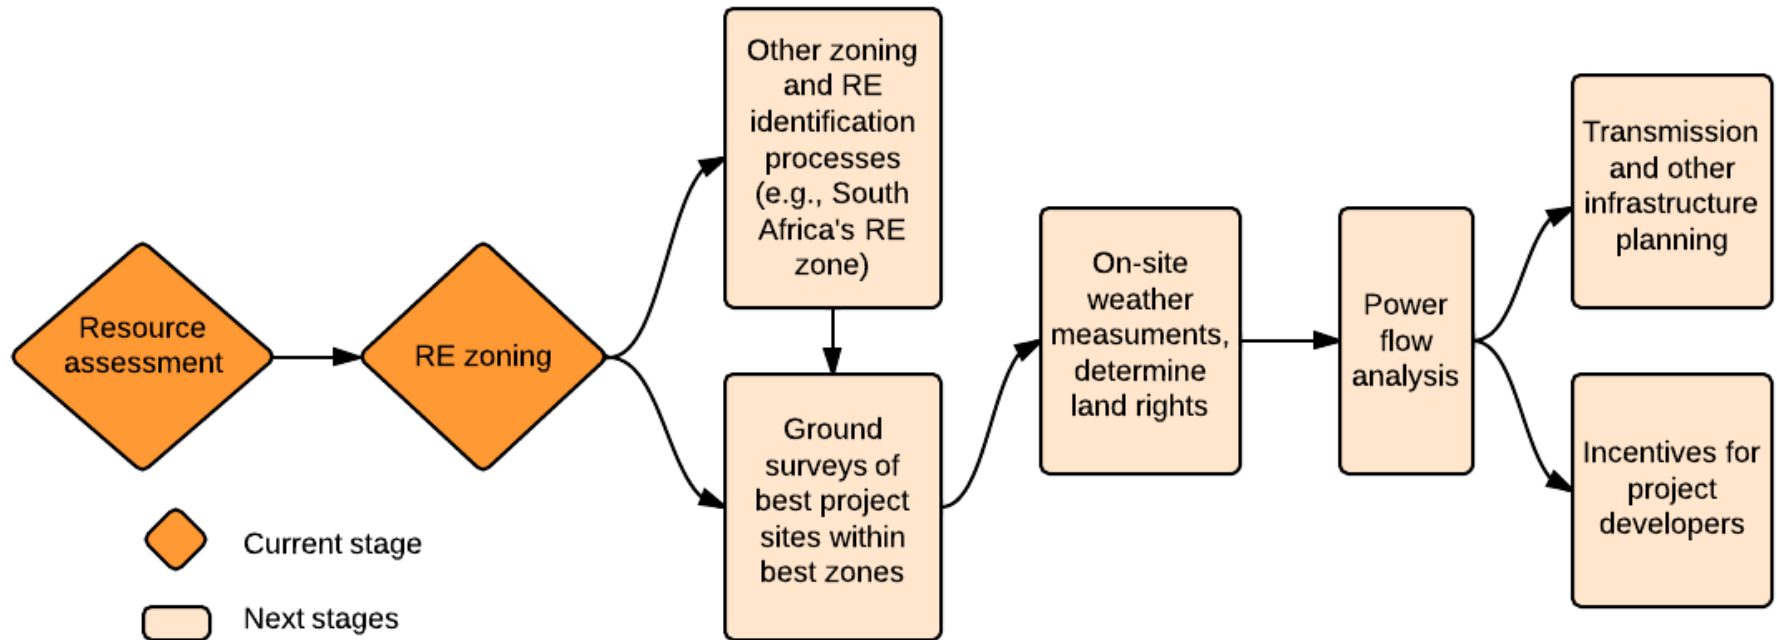 Resource
assessment
RE zoning
Other zoning
and RE
identification
processes
(e.g., South
Africa's RE
zone)
Ground
surveys of
best project
sites within
best zones
On-site
weather
measuments,
determine
land rights
Power
flow
analysis
Transmission
and other
infrastructure
planning
Incentives for
project
developers
Current stage
Next stages